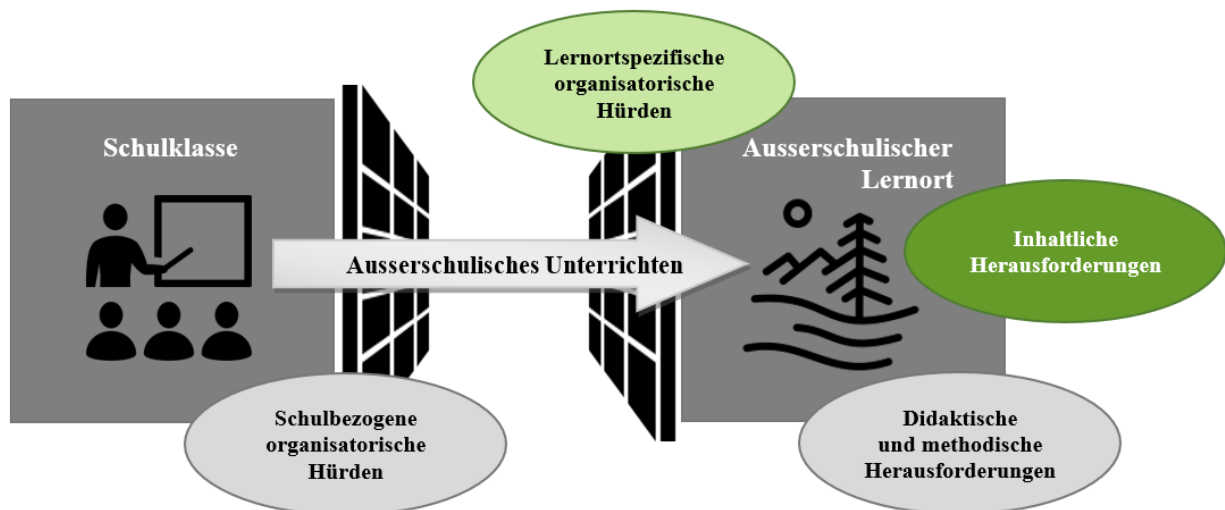 Lernortspezifische
organisatorische
Hürden
Schulklasse
Ausserschulischer
Lernort
Inhaltliche
Herausforderungen
Ausserschulisches Unterrichten
Schulbezogene
organisatorische
Hürden
Didaktische
und methodische
Herausforderungen